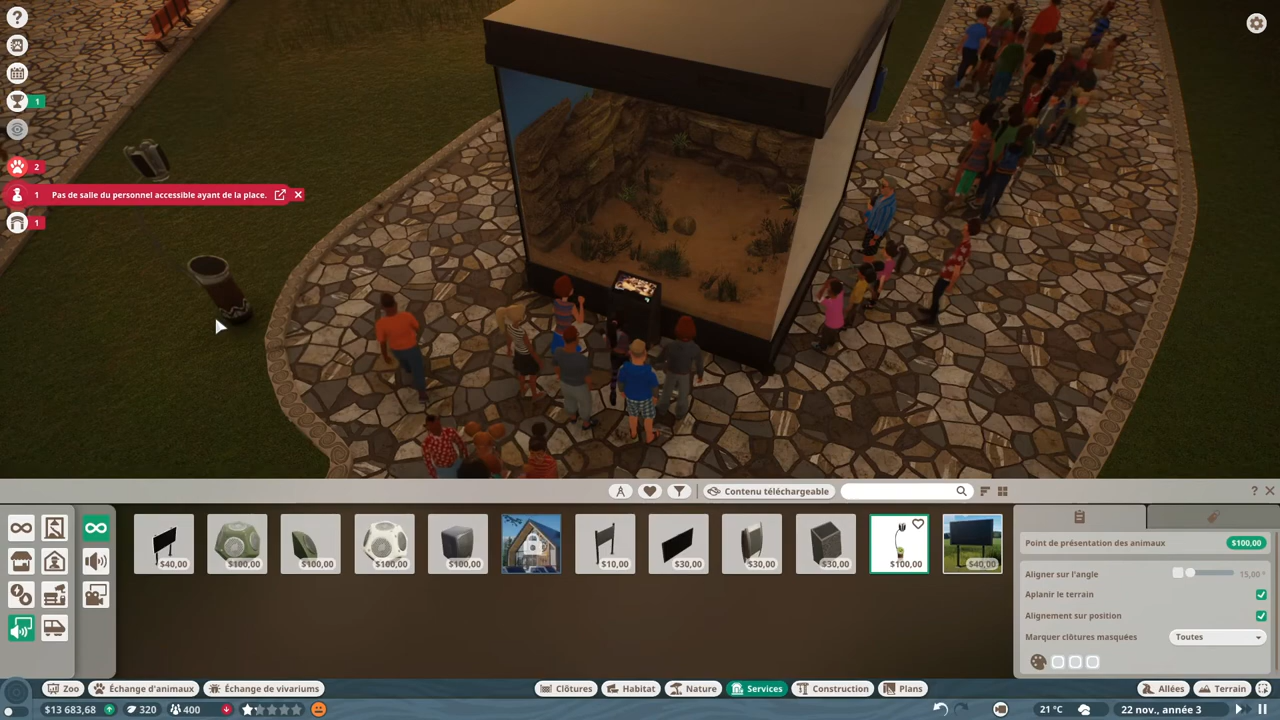 ?
1
2
1 Pas de salle du personnel accessible ayant de la place.
1
Contenu téléchargeable
? X
$40,00
$100,00
$100,00
$100,00
$100,00
$10,00
$30,00
$30,00
$30,00
$100,00
$40,00
Point de présentation des animaux $100,00
Aligner sur l'angle 15,00 °
Aplanir le terrain
Alignement sur position
Marquer clôtures masquées Toutes
Zoo
Échange d'animaux
Échange de vivariums
Clôtures
Habitat
Nature
Services
Construction
Plans
Allées
Terrain
$13 683,68
320
400
21 °C
22 nov., année 3